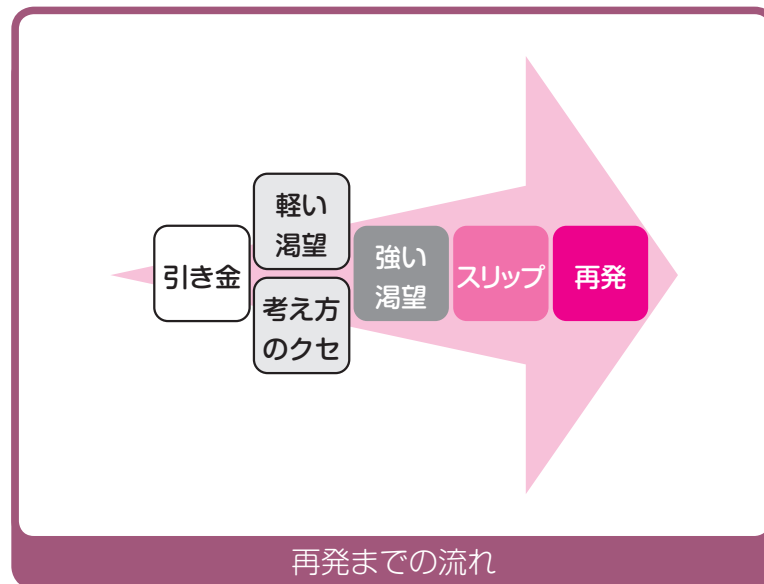 引き金
軽い
渇望
考え方
のクセ
強い
渇望
スリップ
再発
再発までの流れ